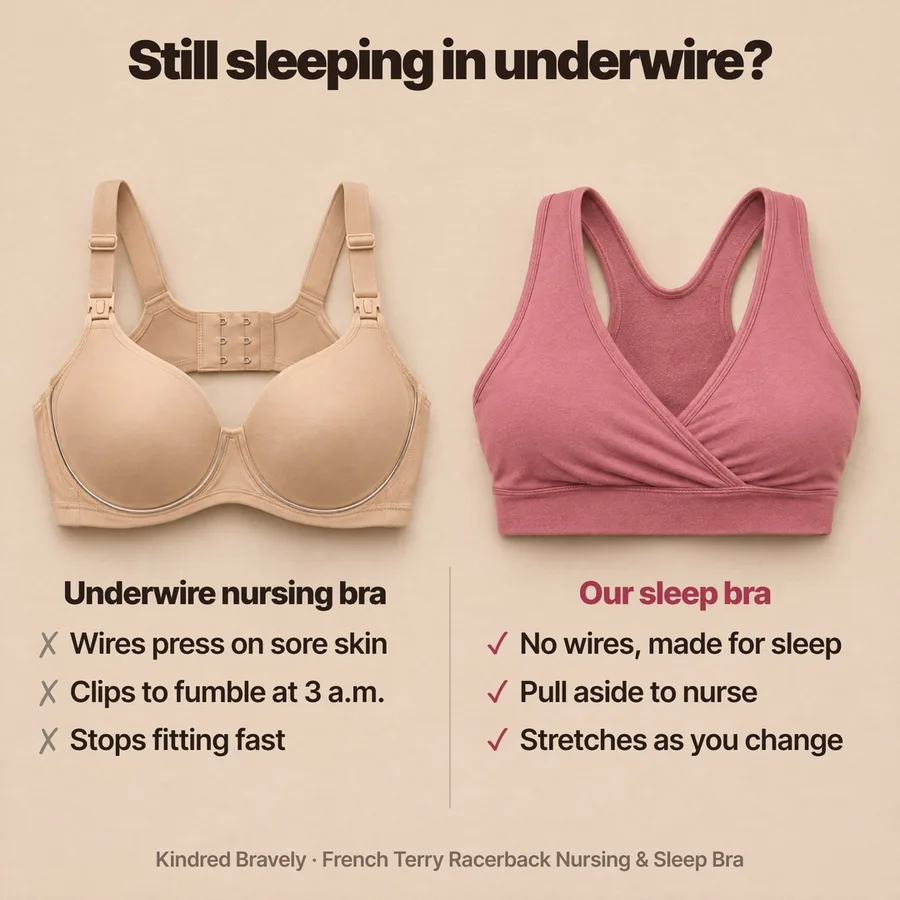 Still sleeping in underwire?
Underwire nursing bra
✗ Wires press on sore skin
✗ Clips to fumble at 3 a.m.
✗ Stops fitting fast
Our sleep bra
✓ No wires, made for sleep
✓ Pull aside to nurse
✓ Stretches as you change
Kindred Bravely · French Terry Racerback Nursing & Sleep Bra